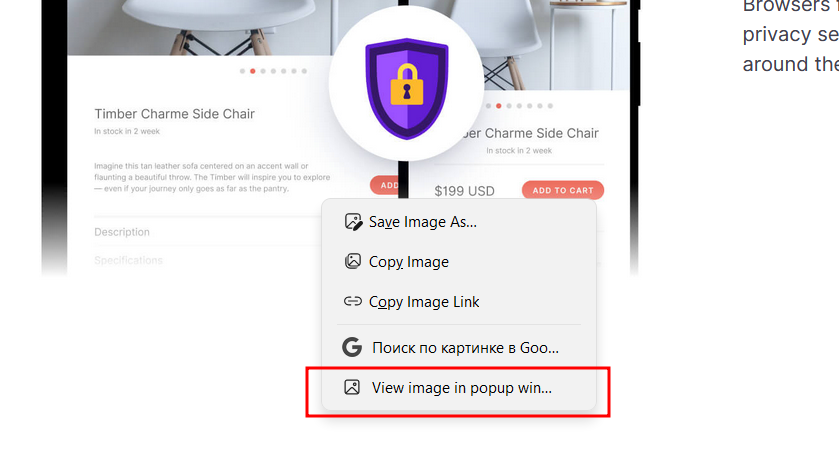 Browsers
privacy se
around the
Timber Charme Side Chair
In stock in 2 week
Imagine this tan leather sofa centered on an accent wall or
flaunting a beautiful throw. The Timber will inspire you to explore
— even if your journey only goes as far as the pantry.
ADD
Description
Specifications
ber Charme Side Chair
In stock in 2 week
$199 USD
ADD TO CART
Save Image As...
Copy Image
Copy Image Link
Поиск по картинке в Goo...
View image in popup win...